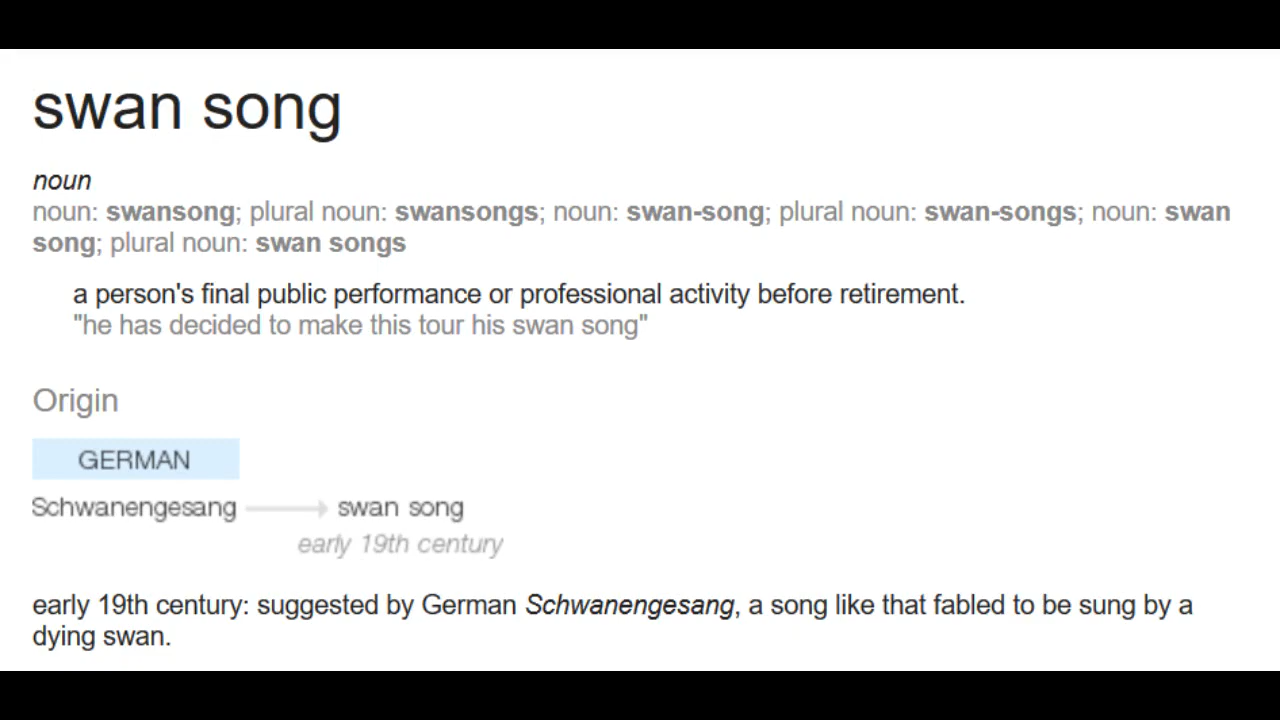 swan song
noun
noun: swansong; plural noun: swansongs; noun: swan-song; plural noun: swan-songs; noun: swan
song; plural noun: swan songs
a person's final public performance or professional activity before retirement.
"he has decided to make this tour his swan song"
Origin
GERMAN
Schwanengesang swan song
early 19th century
early 19th century: suggested by German Schwanengesang, a song like that fabled to be sung by a
dying swan.